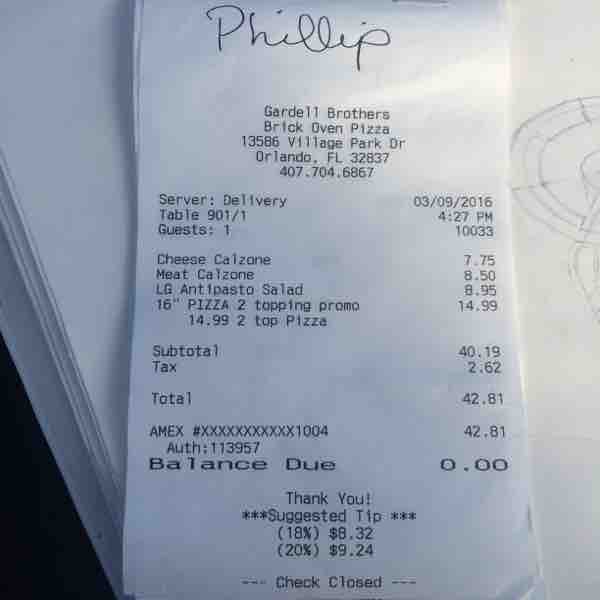 Phillip
Gardell Brothers
Brick Oven Pizza
13586 Village Park Dr
Orlando, FL 32837
407.704.6867
Server: Delivery 03/09/2016
Table 901/1 4:27 PM
Guests: 1 10033
Cheese Calzone 7.75
Meat Calzone 8.50
LG Antipasto Salad 8.95
16" PIZZA 2 topping promo 14.99
14.99 2 top Pizza
Subtotal 40.19
Tax 2.62
Total 42.81
AMEX #XXXXXXXXXXX1004 42.81
Auth:113957
Balance Due 0.00
Thank You!
***Suggested Tip ***
(18%) $8.32
(20%) $9.24
--- Check Closed ---